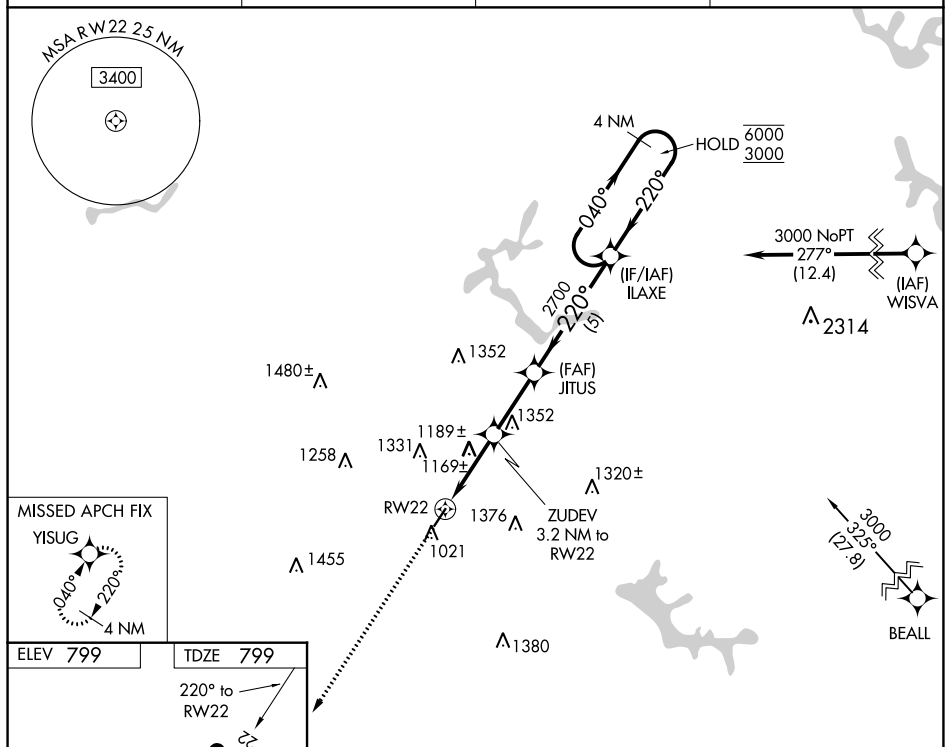 MSA RW22 25 NM
3400
4 NM
HOLD 6000
3000
040°
220°
3000 NoPT
277°
(12.4)
(IAF)
WISVA
(IF/IAF)
ILAXE
2700
220°
(5)
2314
1352
(FAF)
JITUS
1480±
1352
1189±
1331
1258
1169±
1320±
RW22
1376
ZUDEV
3.2 NM to
RW22
1021
1455
3000
325°
(27.8)
BEALL
MISSED APCH FIX
YISUG
040°
220°
4 NM
1380
ELEV 799
TDZE 799
220° to
RW22
22